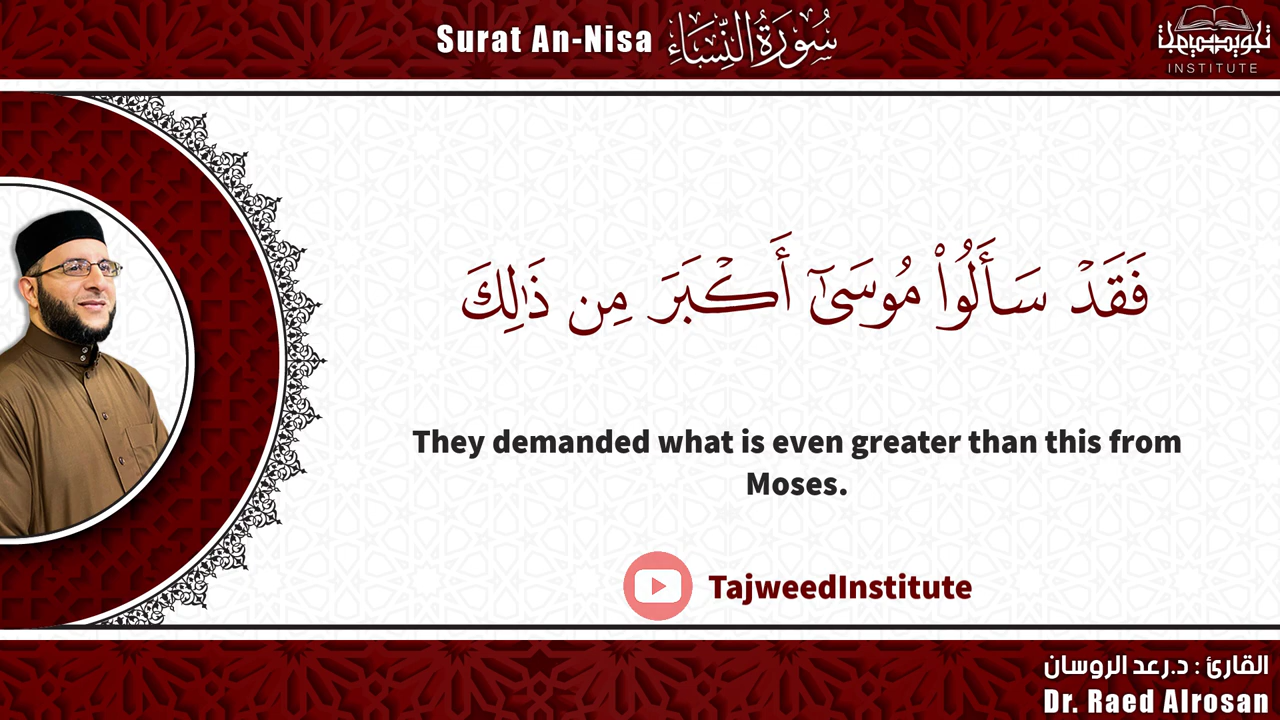 Surat An-Nisa سُورَةُ النِّسَاءِ
تجويد
INSTITUTE
فَقَدْ سَأَلُوا۟ مُوسَىٰٓ أَكْبَرَ مِن ذَٰلِكَ
They demanded what is even greater than this from
Moses.
TajweedInstitute
القارئ : د.رعد الروسان
Dr. Raed Alrosan